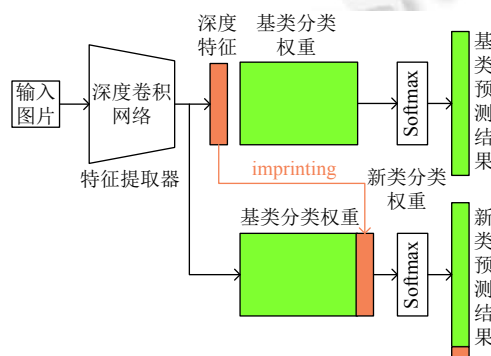 深度
特征
基类分类
权重
输入
图片
深度卷积
网络
特征提取器
Softmax
基
类
预
测
结
果
imprinting
新类分类
权重
基类分类权重
Softmax
新
类
预
测
结
果